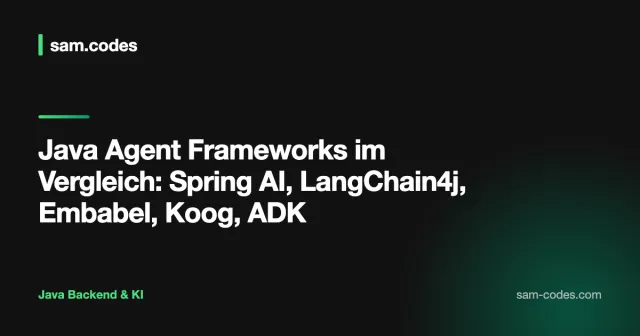 sam.codes
Java Agent Frameworks im
Vergleich: Spring AI, LangChain4j,
Embabel, Koog, ADK
Java Backend & KI
sam-codes.com